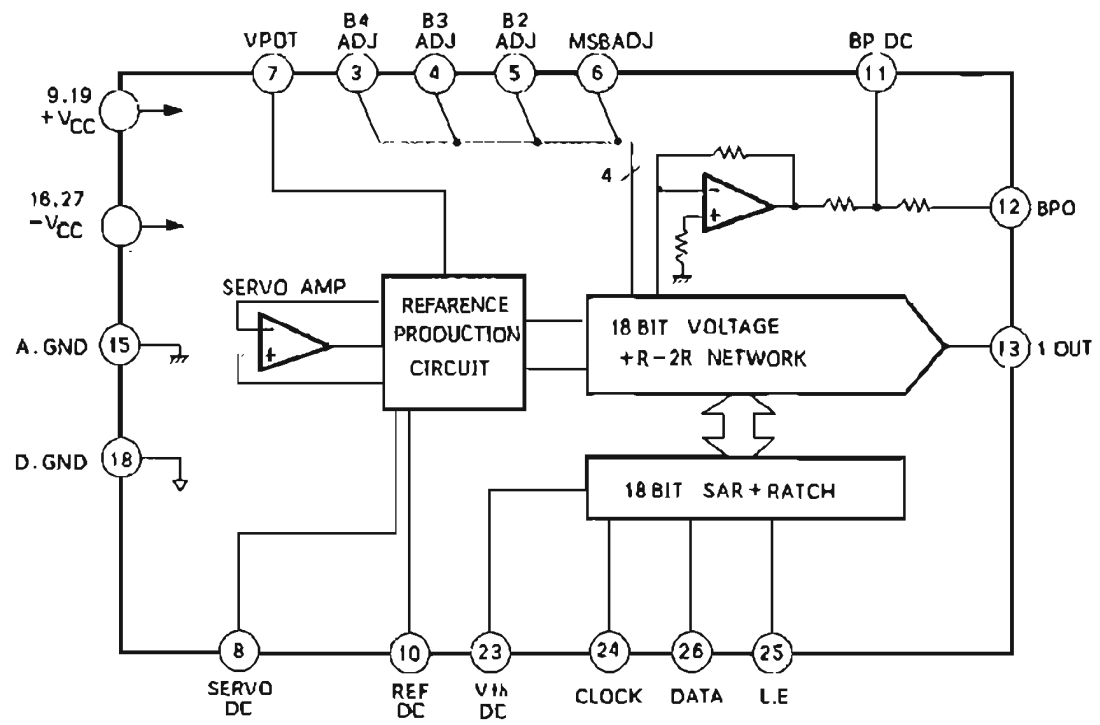 VPOT
B4
ADJ
B3
ADJ
B2
ADJ
MSBADJ
BP DC
7
3
4
5
6
11
9.19
+VCC
4
16.27
-VCC
-
+
12
BPO
SERVO AMP
-
+
REFARENCE
PRODUCTION
CIRCUIT
18 BIT VOLTAGE
+R-2R NETWORK
A.GND
15
13
1 OUT
D.GND
18
18 BIT SAR + RATCH
8
10
23
24
26
25
SERVO
DC
REF
DC
Vth
DC
CLOCK
DATA
L.E